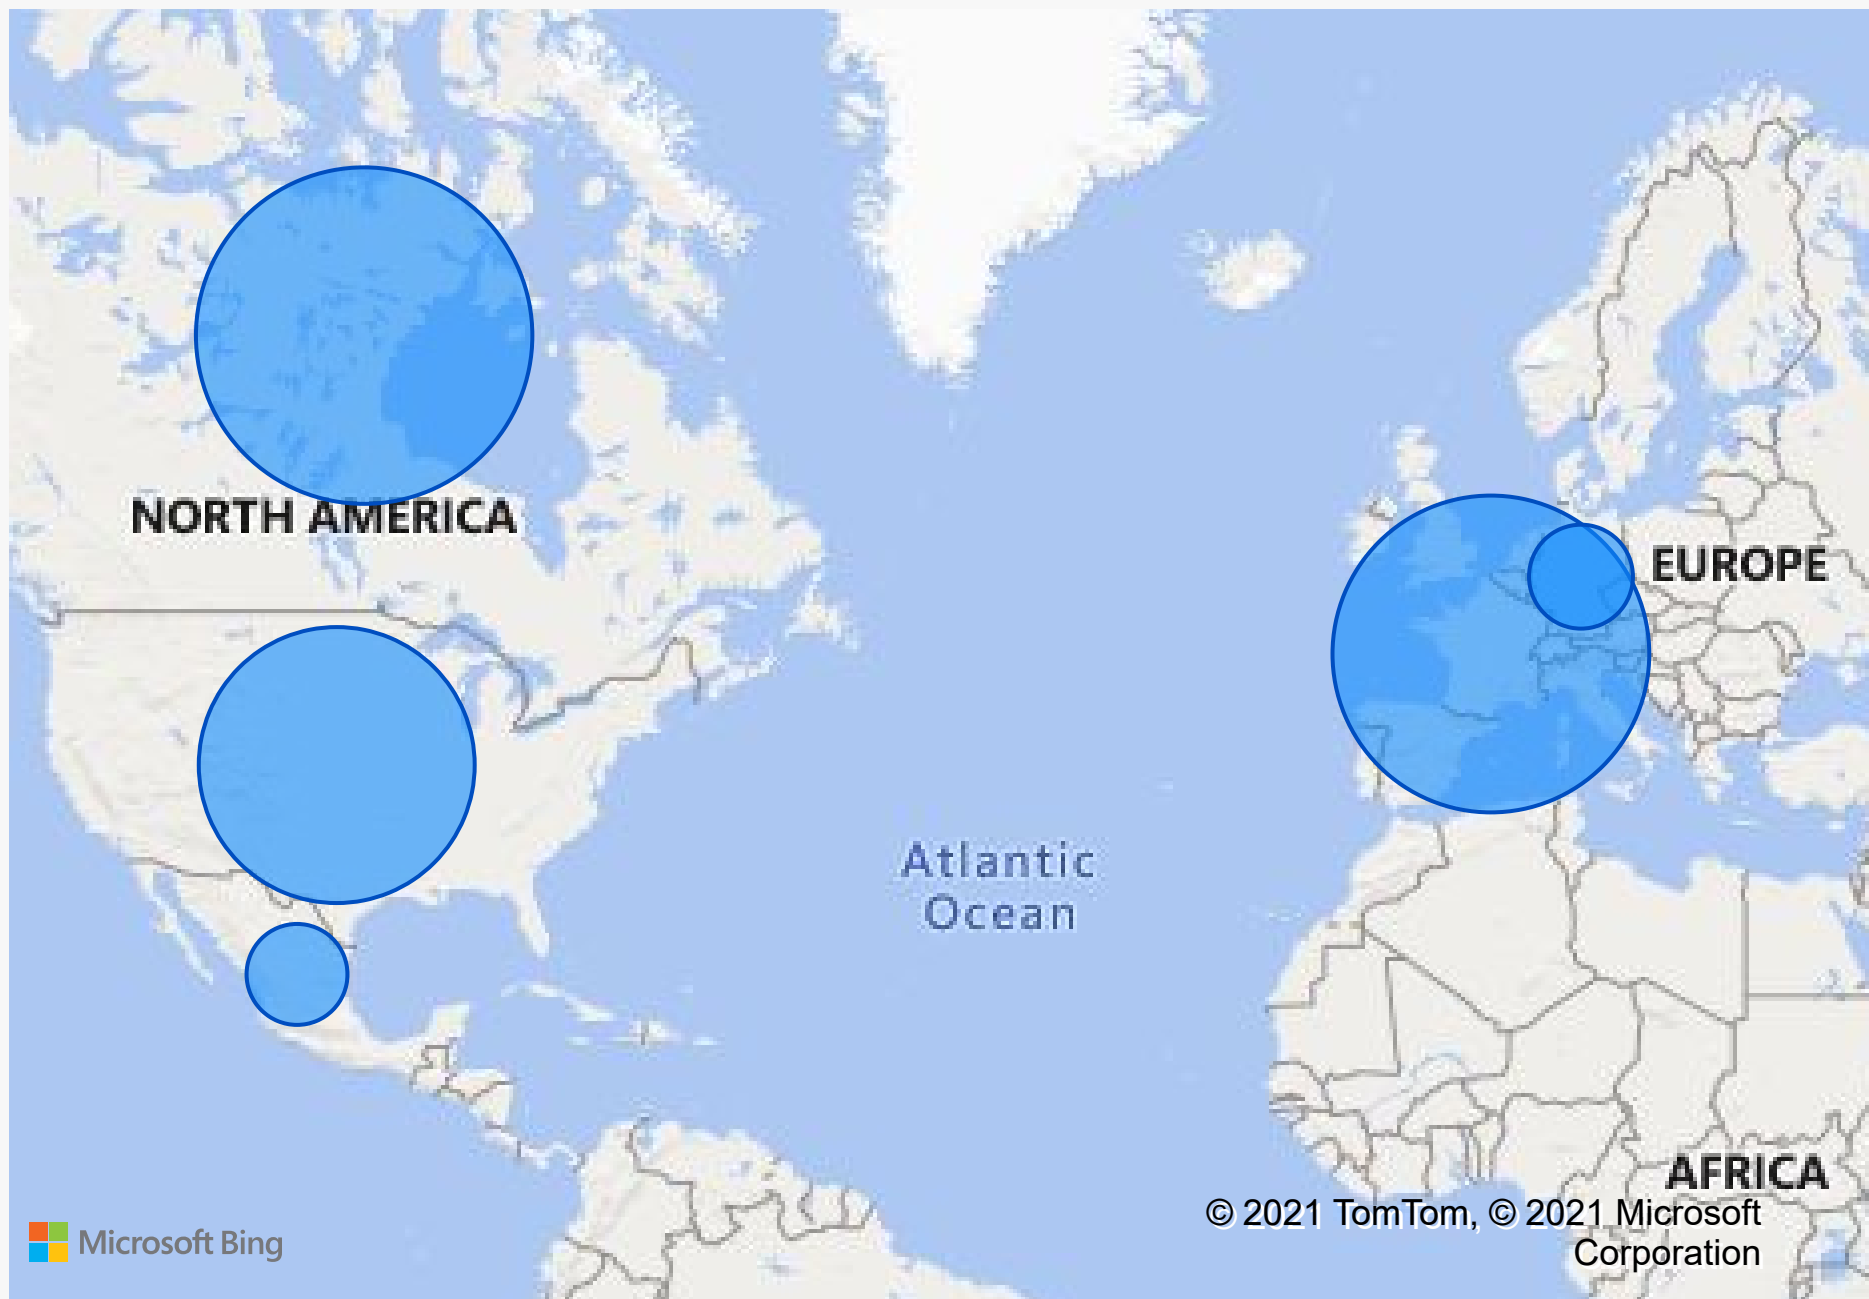 NORTH AMERICA
EUROPE
Atlantic
Ocean
AFRICA
© 2021 TomTom, © 2021 Microsoft
Corporation
Microsoft Bing